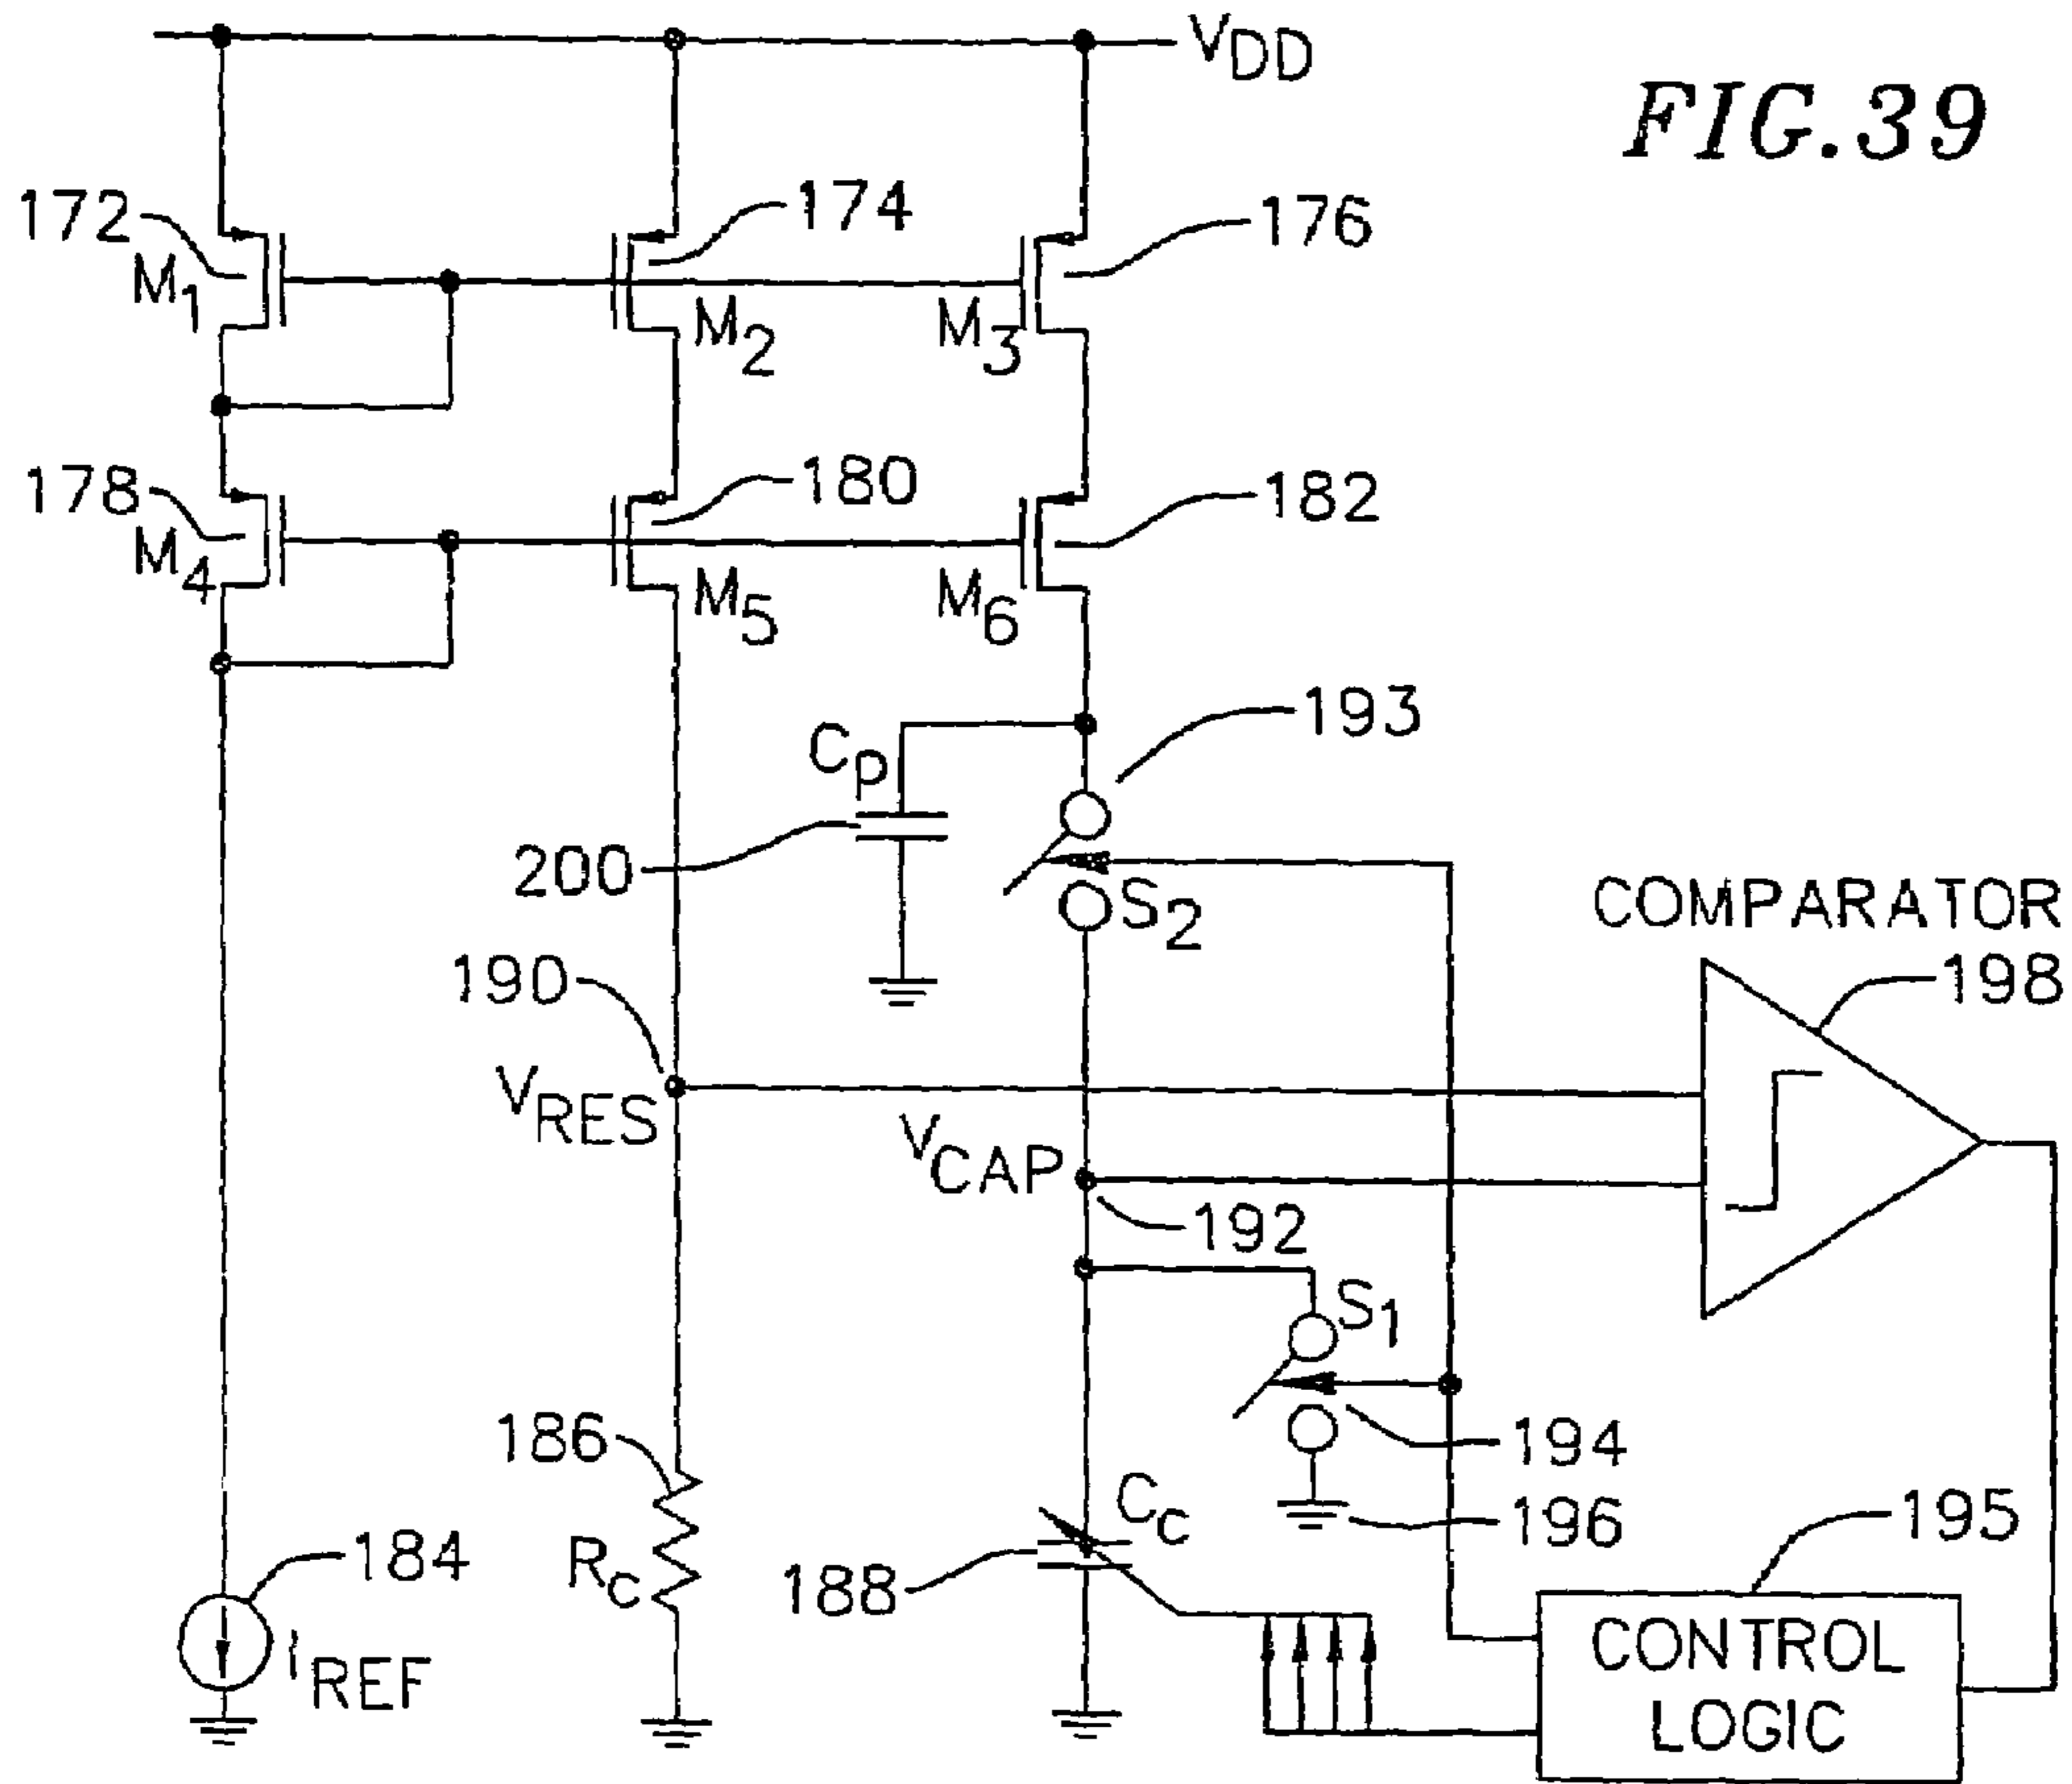 VDD
FIG.39
172
174
176
M1
M2
M3
178
180
182
M4
M5
M6
193
CP
200
S2
COMPARATOR
198
190
VRES
VCAP
192
S1
186
194
CC
196
195
184
RC
188
IREF
CONTROL
LOGIC